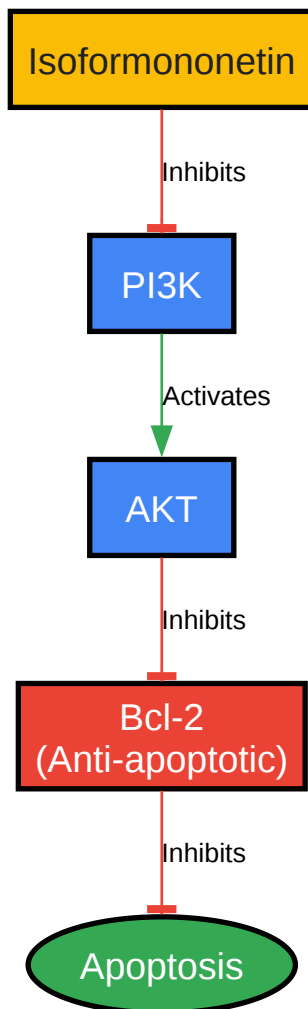 Isoformononetin
Inhibits
PI3K
Activates
AKT
Inhibits
Bcl-2
(Anti-apoptotic)
Inhibits
Apoptosis